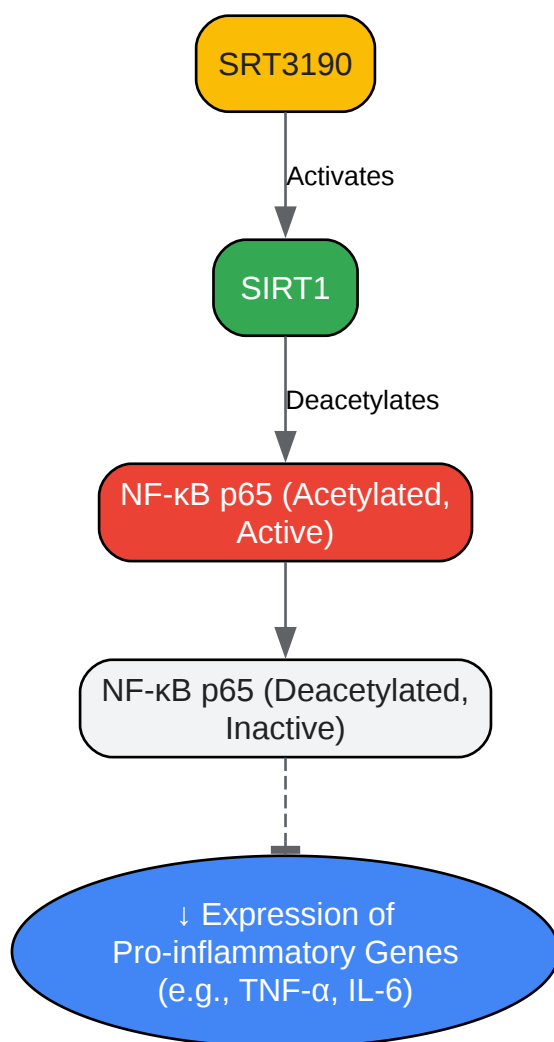 SRT3190
Activates
SIRT1
Deacetylates
NF-κB p65 (Acetylated,
Active)
NF-κB p65 (Deacetylated,
Inactive)
↓ Expression of
Pro-inflammatory Genes
(e.g., TNF-α, IL-6)